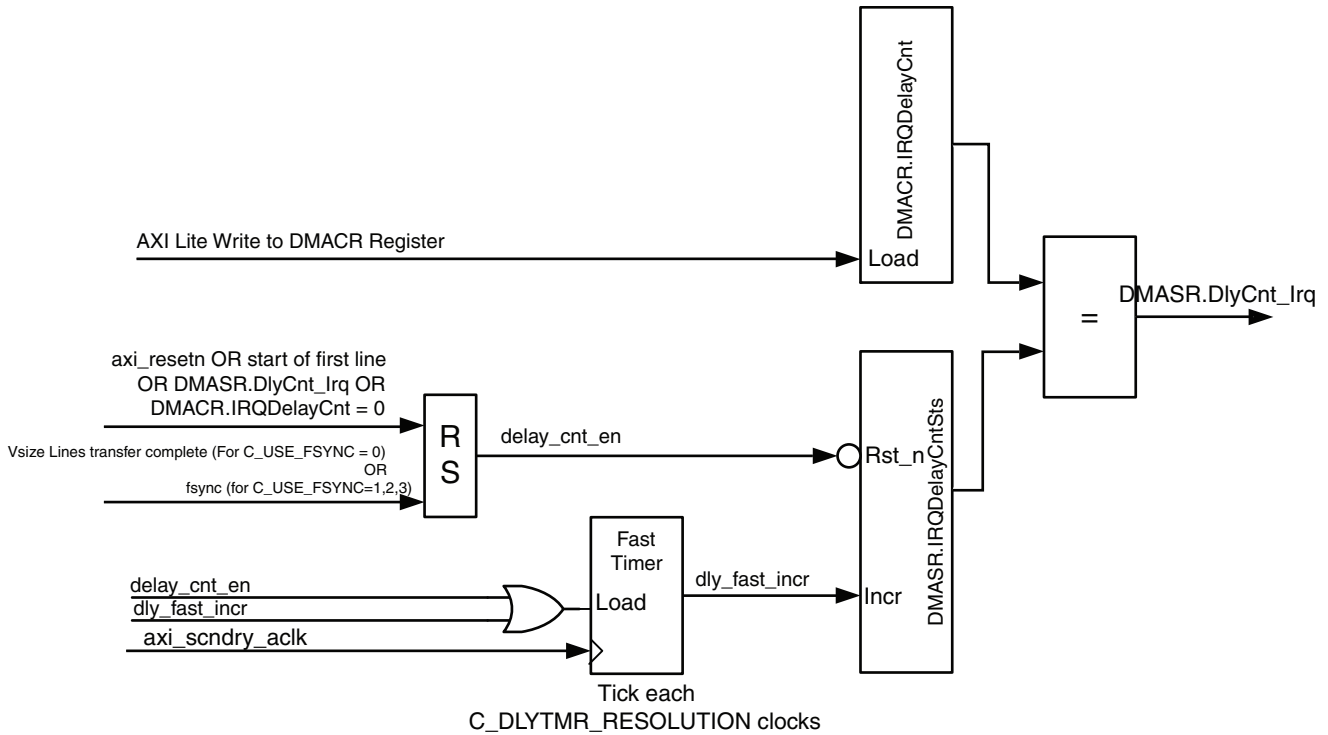 DMACR.IRQDelayCnt
AXI Lite Write to DMACR Register
Load
DMASR.DlyCnt_Irq
=
axi_resetn OR start of first line
OR DMASR.DlyCnt_Irq OR
DMACR.IRQDelayCnt = 0
R
S
delay_cnt_en
Rst_n
Vsize Lines transfer complete (For C_USE_FSYNC = 0)
OR
fsync (for C_USE_FSYNC=1,2,3)
DMASR.IRQDelayCntSts
Fast
Timer
delay_cnt_en
dly_fast_incr
Load
dly_fast_incr
Incr
axi_scndry_aclk
Tick each
C_DLYTMR_RESOLUTION clocks